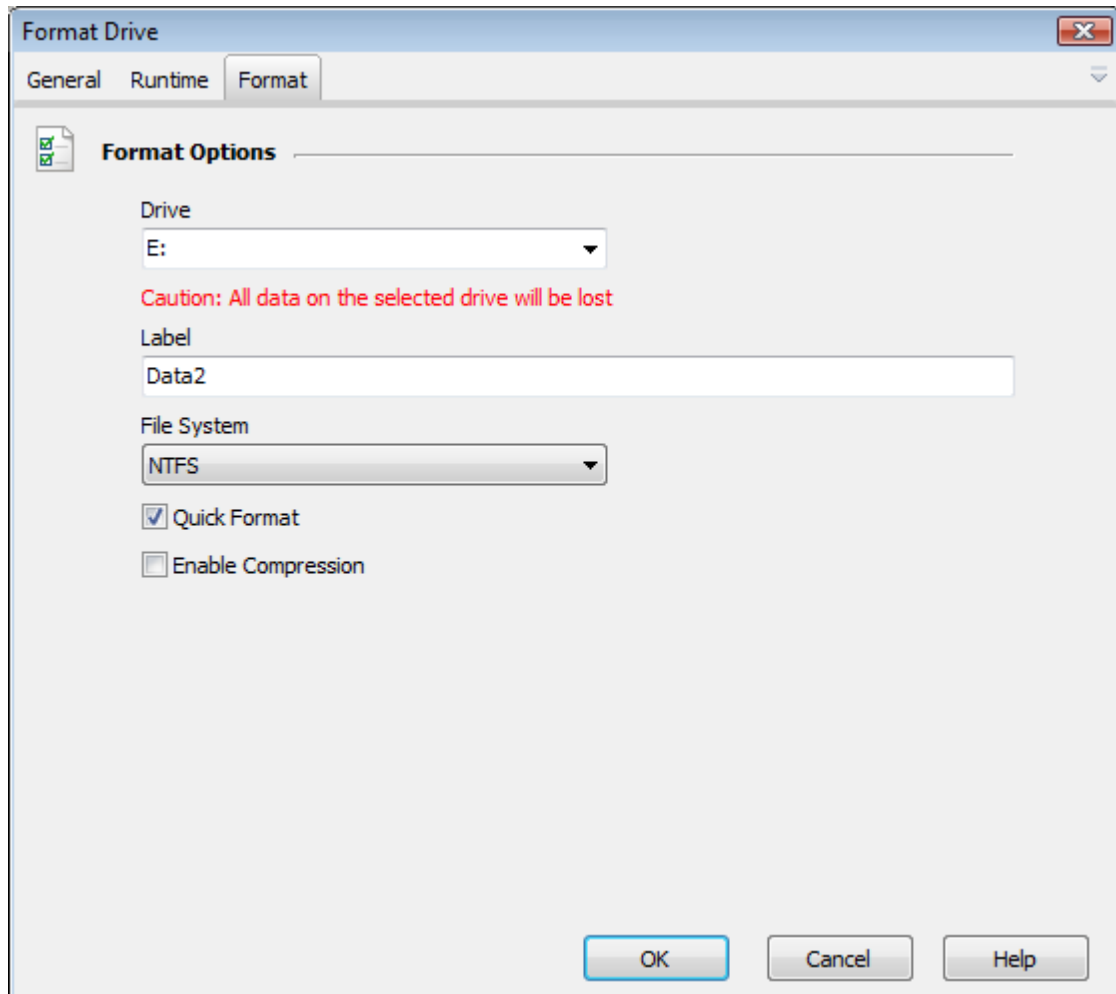 Format Drive
General Runtime Format
Format Options
Drive
E:
Caution: All data on the selected drive will be lost
Label
Data2
File System
NTFS
Quick Format
Enable Compression
OK Cancel Help